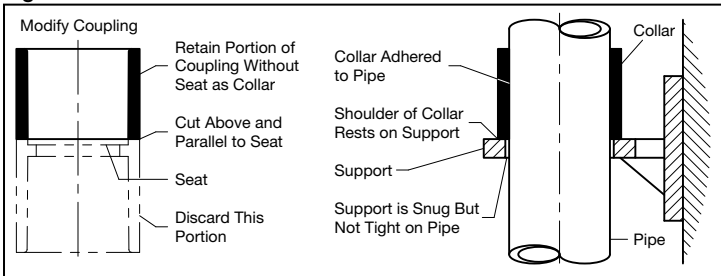 Modify Coupling
Retain Portion of
Coupling Without
Seat as Collar
Cut Above and
Parallel to Seat
Seat
Discard This
Portion
Collar Adhered
to Pipe
Shoulder of Collar
Rests on Support
Support
Support is Snug But
Not Tight on Pipe
Collar
Pipe